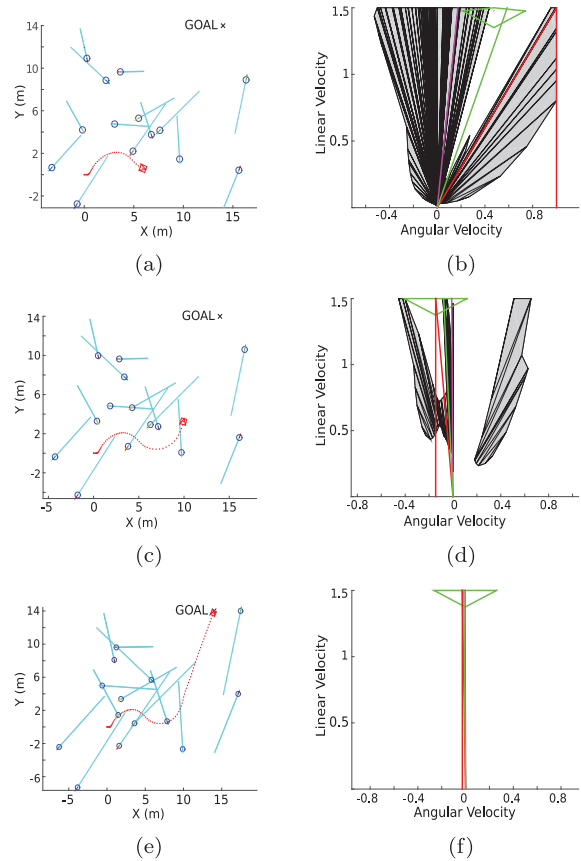 14
10
6
2
-2
Y (m)
GOAL ×
0
5
10
15
X (m)
(a)
1.5
1
0.5
Linear Velocity
-0.4
0
0.4
0.8
Angular Velocity
(b)
14
10
6
2
-2
Y (m)
GOAL ×
-5
0
5
10
15
X (m)
(c)
1.5
1
0.5
Linear Velocity
-0.8
-0.4
0
0.4
0.8
Angular Velocity
(d)
14
10
6
2
-2
-6
Y (m)
GOAL
-5
0
5
10
15
X (m)
(e)
1.5
1
0.5
Linear Velocity
-0.8
-0.4
0
0.4
0.8
Angular Velocity
(f)